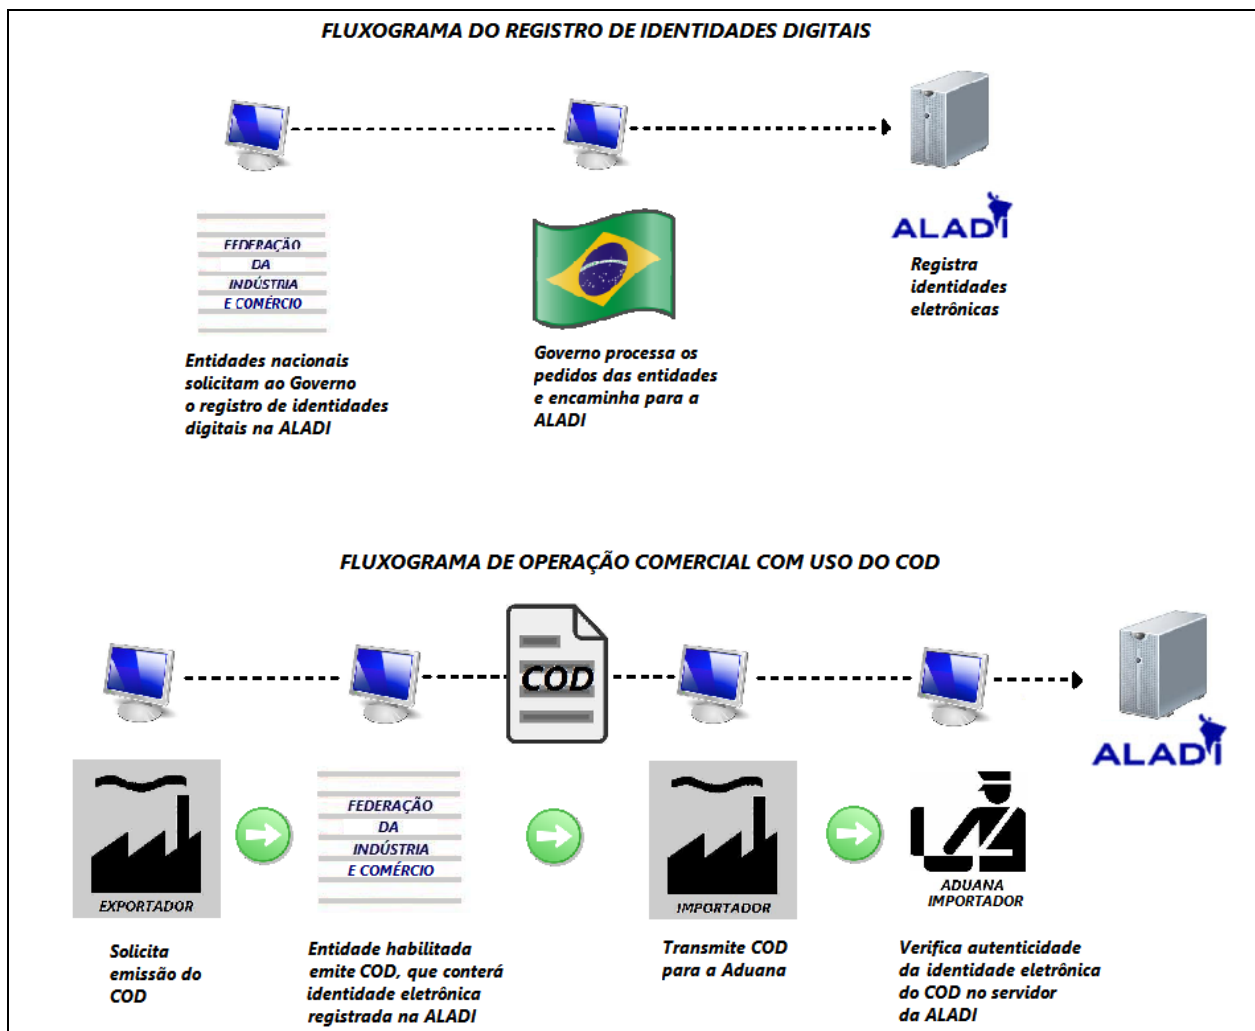 FLUXOGRAMA DO REGISTRO DE IDENTIDADES DIGITAIS
FEDERAÇÃO
DA
INDÚSTRIA
E COMÉRCIO
Entidades nacionais
solicitam ao Governo
o registro de identidades
digitais na ALADI
Governo processa os
pedidos das entidades
e encaminha para a
ALADI
ALADI
Registra
identidades
eletrônicas
FLUXOGRAMA DE OPERAÇÃO COMERCIAL COM USO DO COD
COD
ALADI
EXPORTADOR
Solicita
emissão do
COD
FEDERAÇÃO
DA
INDÚSTRIA
E COMÉRCIO
Entidade habilitada
emite COD, que conterá
identidade eletrônica
registrada na ALADI
IMPORTADOR
Transmite COD
para a Aduana
ADUANA
IMPORTADOR
Verifica autenticidade
da identidade eletrônica
do COD no servidor
da ALADI